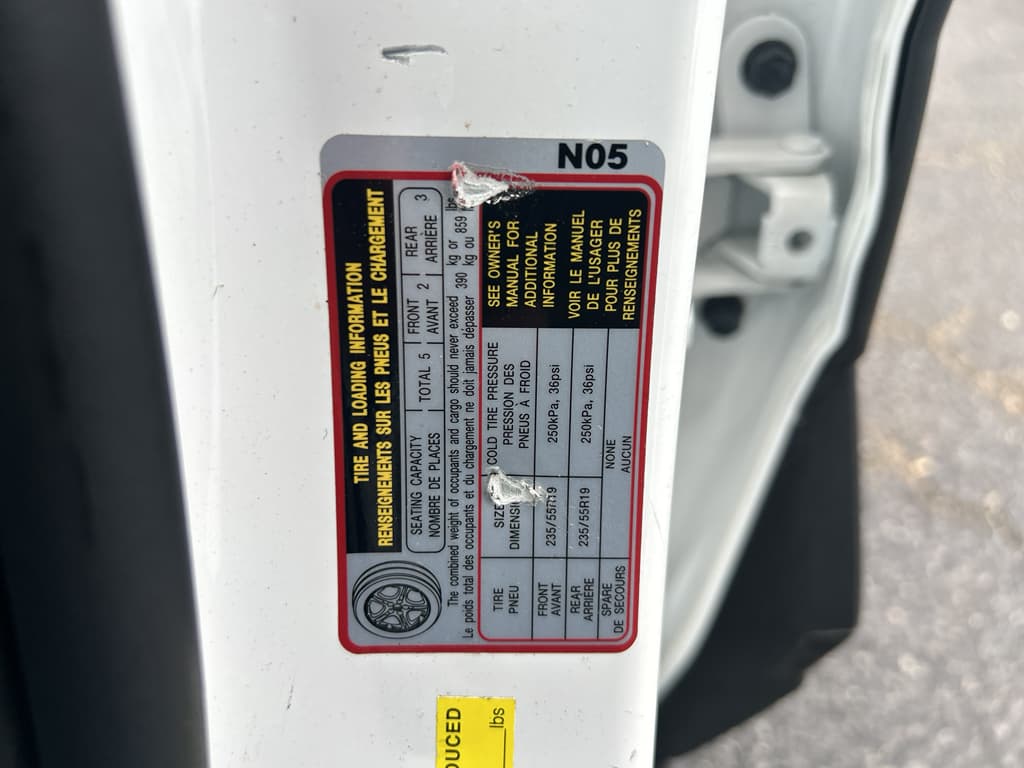 N05
TIRE AND LOADING INFORMATION
RENSEIGNEMENTS SUR LES PNEUS ET LE CHARGEMENT
SEATING CAPACITY
NOMBRE DE PLACES
TOTAL 5
FRONT
AVANT
2
REAR
ARRIÈRE
3
The combined weight of occupants and cargo should never exceed 390 kg or 859 lbs
Le poids total des occupants et du chargement ne doit jamais dépasser 390 kg ou 859
TIRE
PNEU
SIZE
COLD TIRE PRESSURE
PRESSION DES
PNEUS À FROID
FRONT
AVANT
235/55R19
250kPa, 36psi
REAR
ARRIERE
235/55R19
250kPa, 36psi
SPARE
DE SECOURS
NONE
AUCUN
SEE OWNER'S
MANUAL FOR
ADDITIONAL
INFORMATION
VOIR LE MANUEL
DE L'USAGER
POUR PLUS DE
RENSEIGNEMENTS
lbs